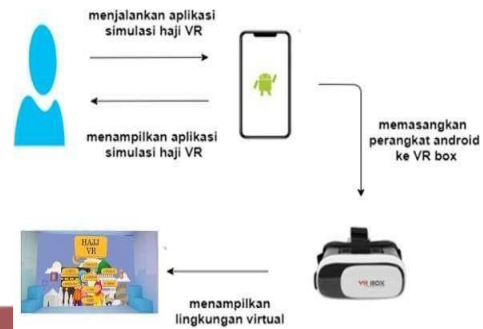 menjalankan aplikasi
simulasi haji VR
menampilkan aplikasi
simulasi haji VR
memasangkan
perangkat android
ke VR box
VR BOX
HAJJ
VR
menampilkan
lingkungan virtual